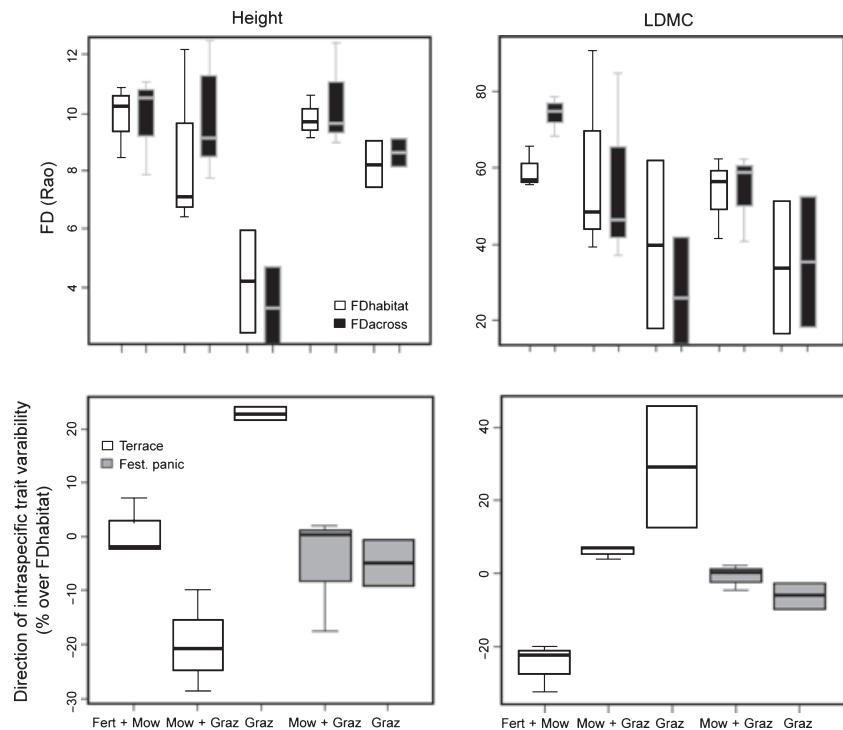 Height
LDMC
FD (Rao)
12
10
8
6
4
FDhabitat
FDacross
80
60
40
20
Direction of intraspecific trait varaibility
(% over FDhabitat)
20
10
0
−10
−20
−30
Terrace
Fest. panic
Fert + Mow Mow + Graz Graz Mow + Graz Graz
40
20
0
−20
Fert + Mow Mow + Graz Graz Mow + Graz Graz